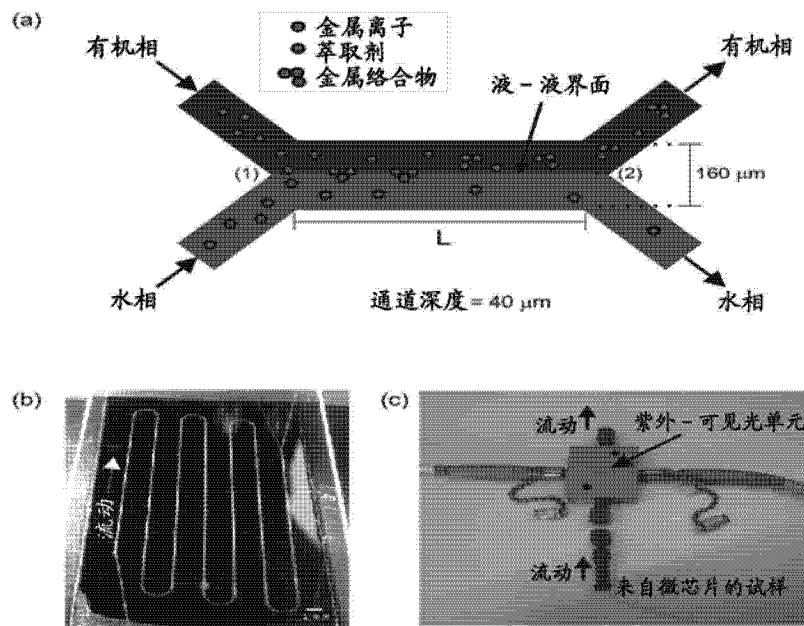 (a)
金属离子
萃取剂
金属络合物
有机相
有机相
液－液界面
(1)
(2)
160 μm
L
水相
通道深度 = 40 μm
水相
(b)
流动
(c)
流动
紫外－可见光单元
流动
来自微芯片的试样